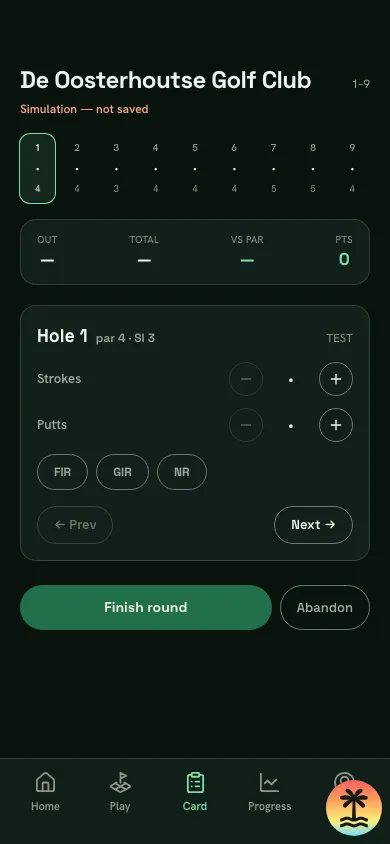 De Oosterhoutse Golf Club 1–9
Simulation — not saved
1 2 3 4 5 6 7 8 9
• • • • • • • • •
4 4 3 4 4 4 5 5 4
OUT TOTAL VS PAR PTS
— — — 0
Hole 1 par 4 · SI 3 TEST
Strokes − • +
Putts − • +
FIR GIR NR
← Prev Next →
Finish round Abandon
Home Play Card Progress